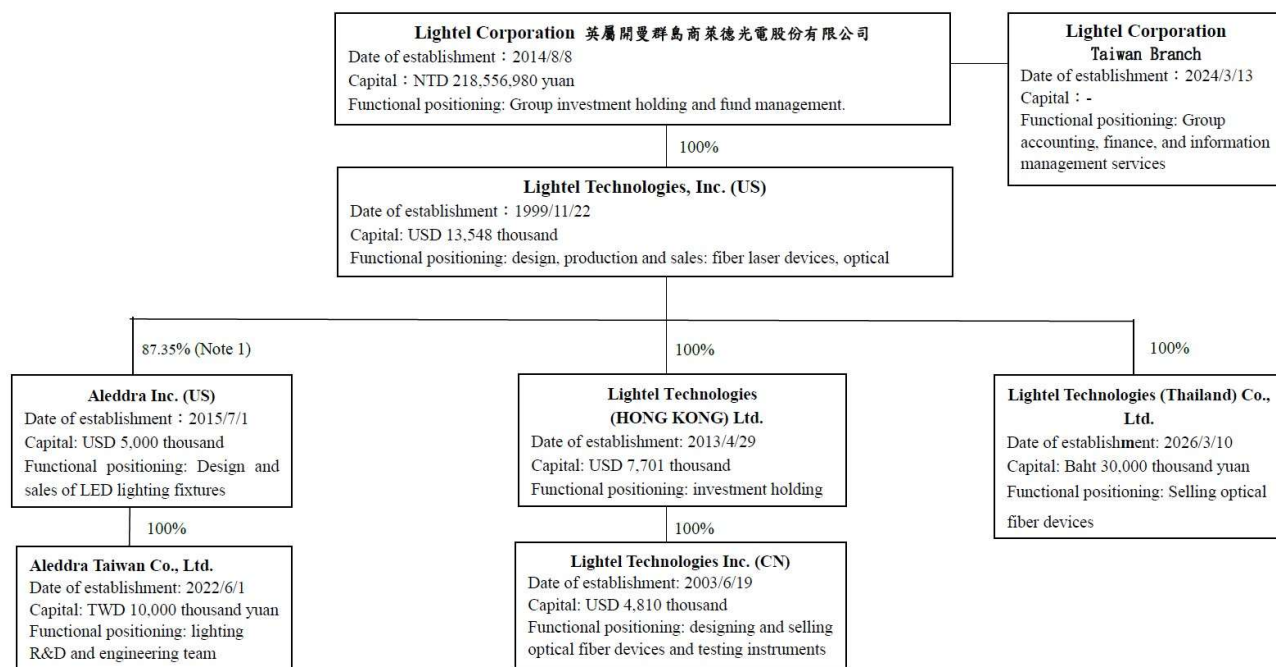 Lightel Corporation 英屬開曼群島商萊德光電股份有限公司
Date of establishment：2014/8/8
Capital：NTD 218,556,980 yuan
Functional positioning: Group investment holding and fund management.
Lightel Corporation
Taiwan Branch
Date of establishment：2024/3/13
Capital：-
Functional positioning: Group
accounting, finance, and information
management services
100%
Lightel Technologies, Inc. (US)
Date of establishment：1999/11/22
Capital: USD 13,548 thousand
Functional positioning: design, production and sales: fiber laser devices, optical
87.35% (Note 1)
100%
100%
Aleddra Inc. (US)
Date of establishment：2015/7/1
Capital: USD 5,000 thousand
Functional positioning: Design and
sales of LED lighting fixtures
Lightel Technologies
(HONG KONG) Ltd.
Date of establishment: 2013/4/29
Capital: USD 7,701 thousand
Functional positioning: investment holding
Lightel Technologies (Thailand) Co.,
Ltd.
Date of establishment: 2026/3/10
Capital: Baht 30,000 thousand yuan
Functional positioning: Selling optical
fiber devices
100%
100%
Aleddra Taiwan Co., Ltd.
Date of establishment: 2022/6/1
Capital: TWD 10,000 thousand yuan
Functional positioning: lighting
R&D and engineering team
Lightel Technologies Inc. (CN)
Date of establishment: 2003/6/19
Capital: USD 4,810 thousand
Functional positioning: designing and selling
optical fiber devices and testing instruments